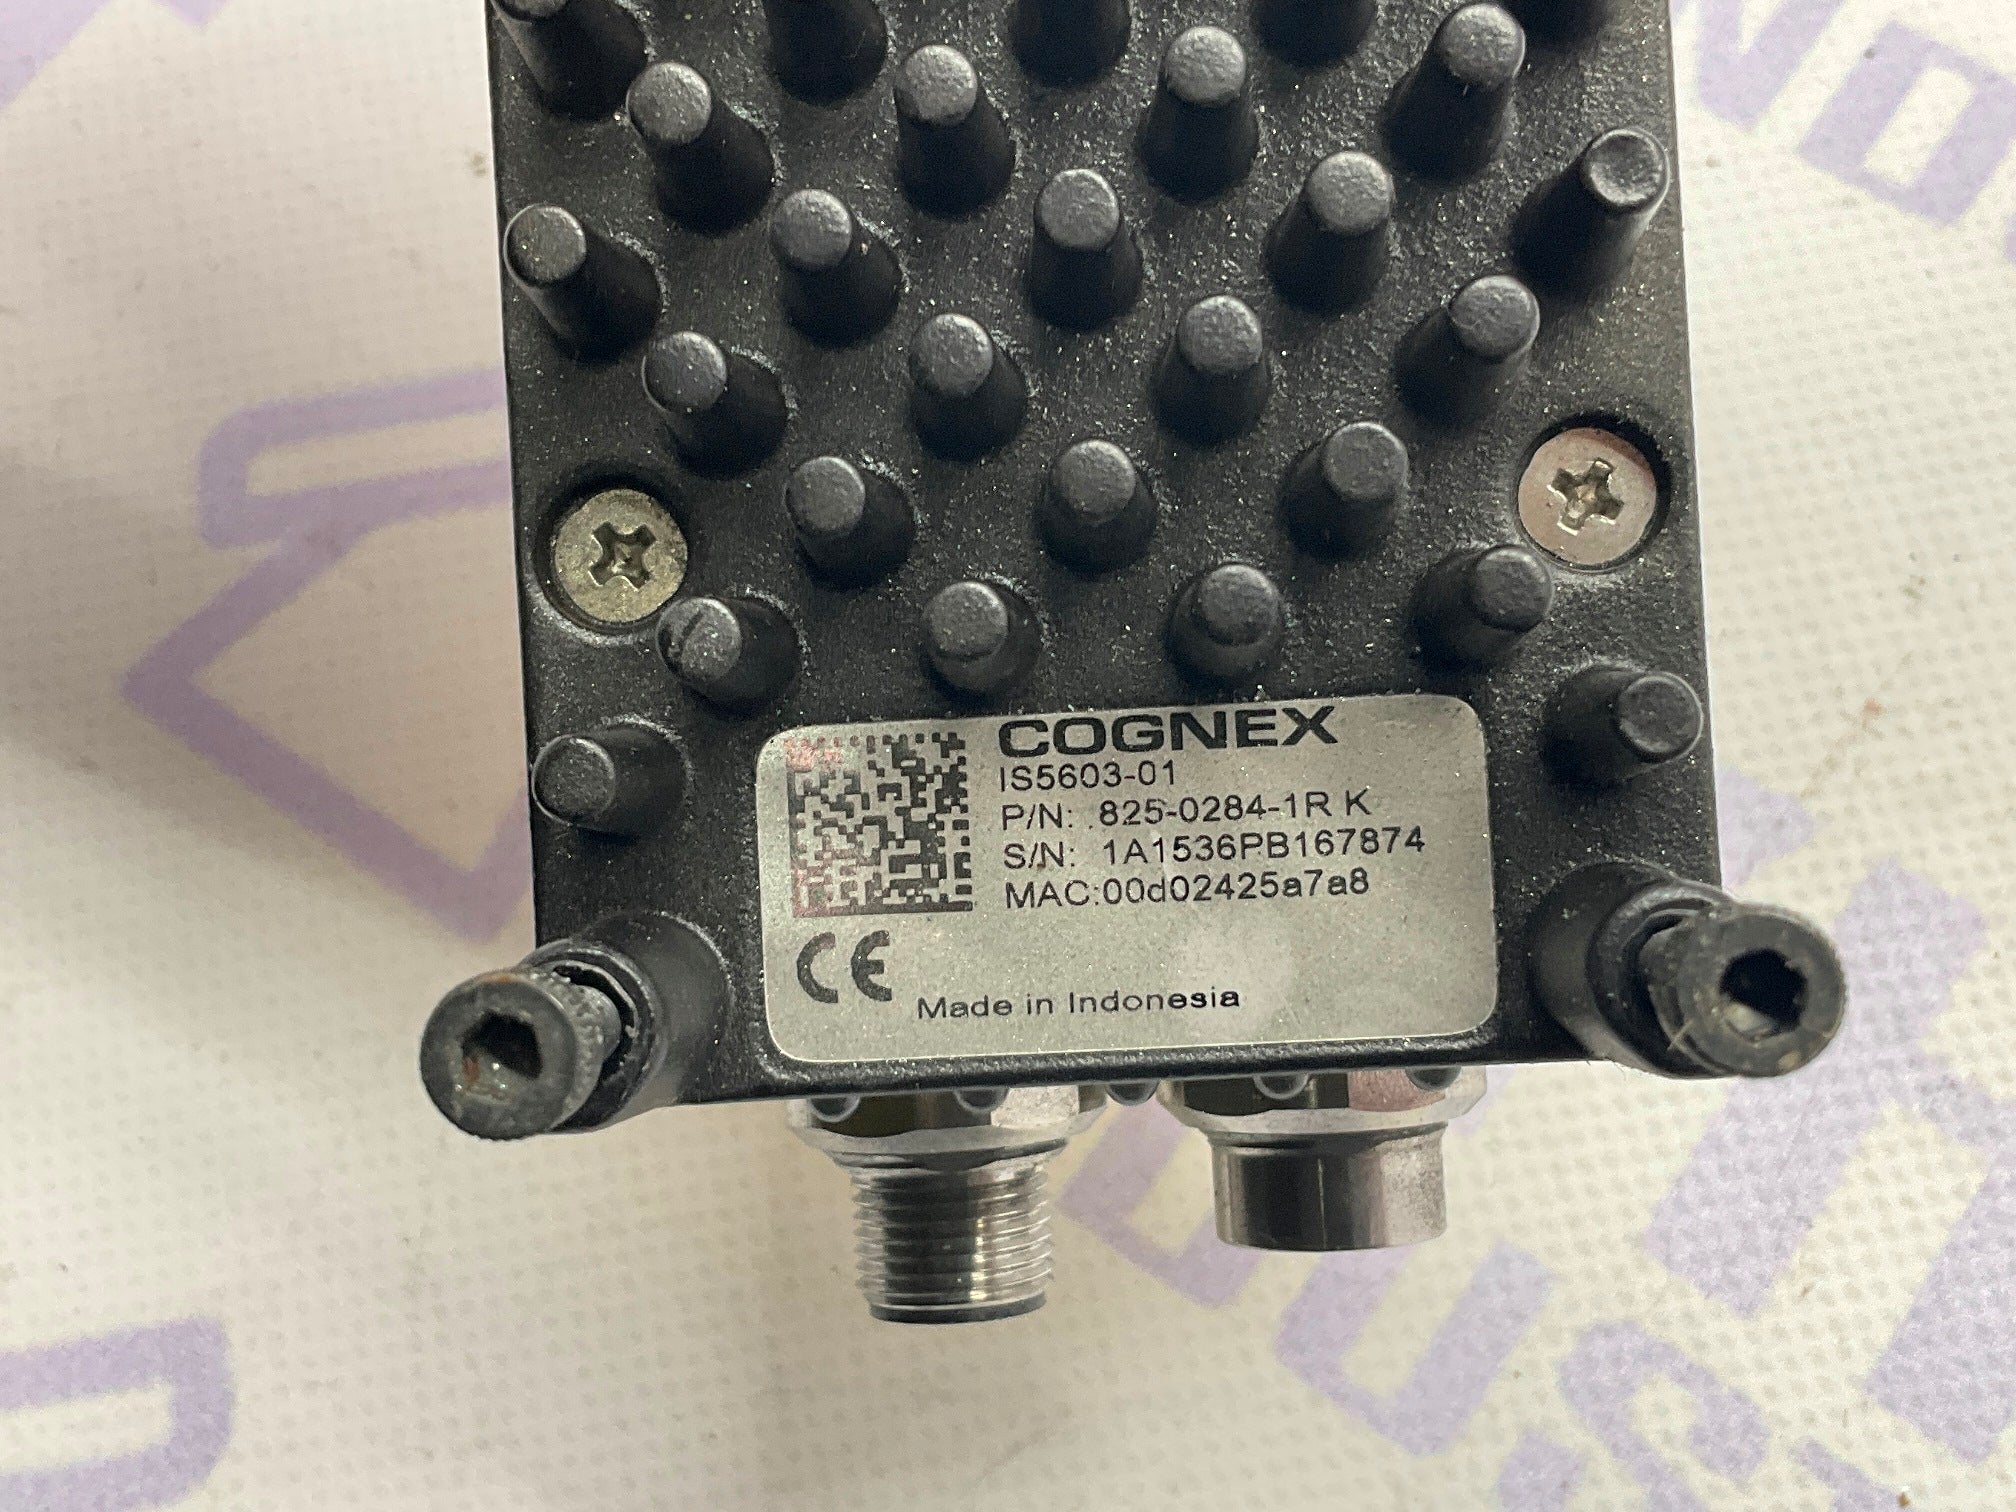 COGNEX
IS5603-01
P/N: 825-0284-1R K
S/N: 1A1536PB167874
MAC:00d02425a7a8
CE
Made in Indonesia